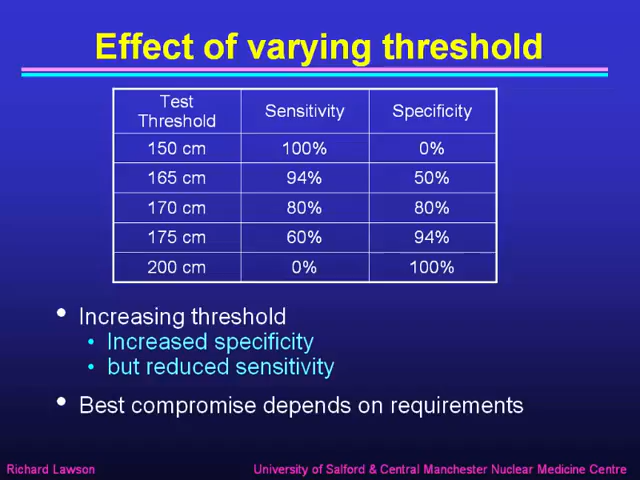 Effect of varying threshold
Test Threshold Sensitivity Specificity
150 cm 100% 0%
165 cm 94% 50%
170 cm 80% 80%
175 cm 60% 94%
200 cm 0% 100%
• Increasing threshold
• Increased specificity
• but reduced sensitivity
• Best compromise depends on requirements
Richard Lawson University of Salford & Central Manchester Nuclear Medicine Centre